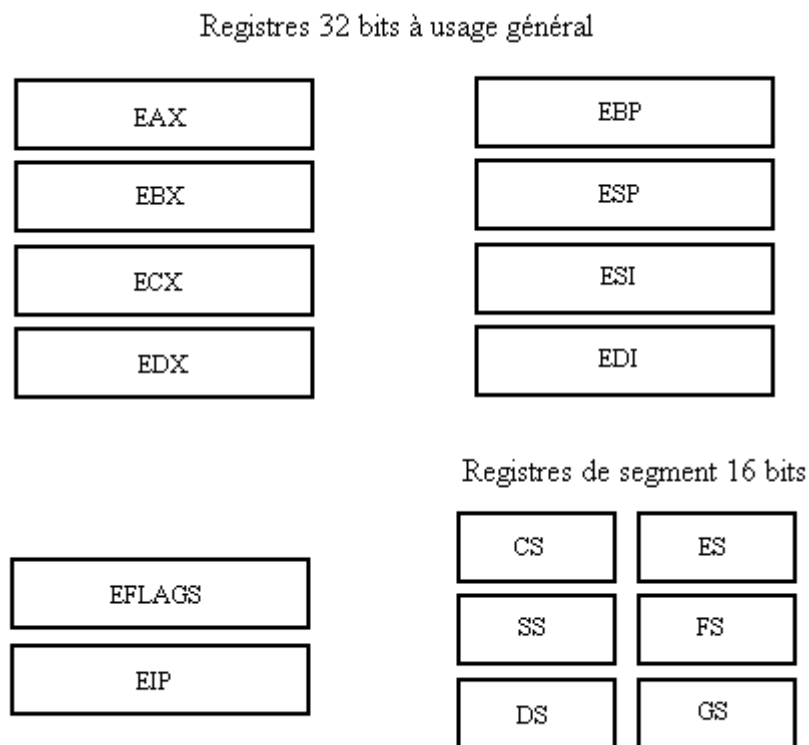 Registres 32 bits à usage général
EAX
EBX
ECX
EDX
EBP
ESP
ESI
EDI
EFLAGS
EIP
Registres de segment 16 bits
CS
ES
SS
FS
DS
GS